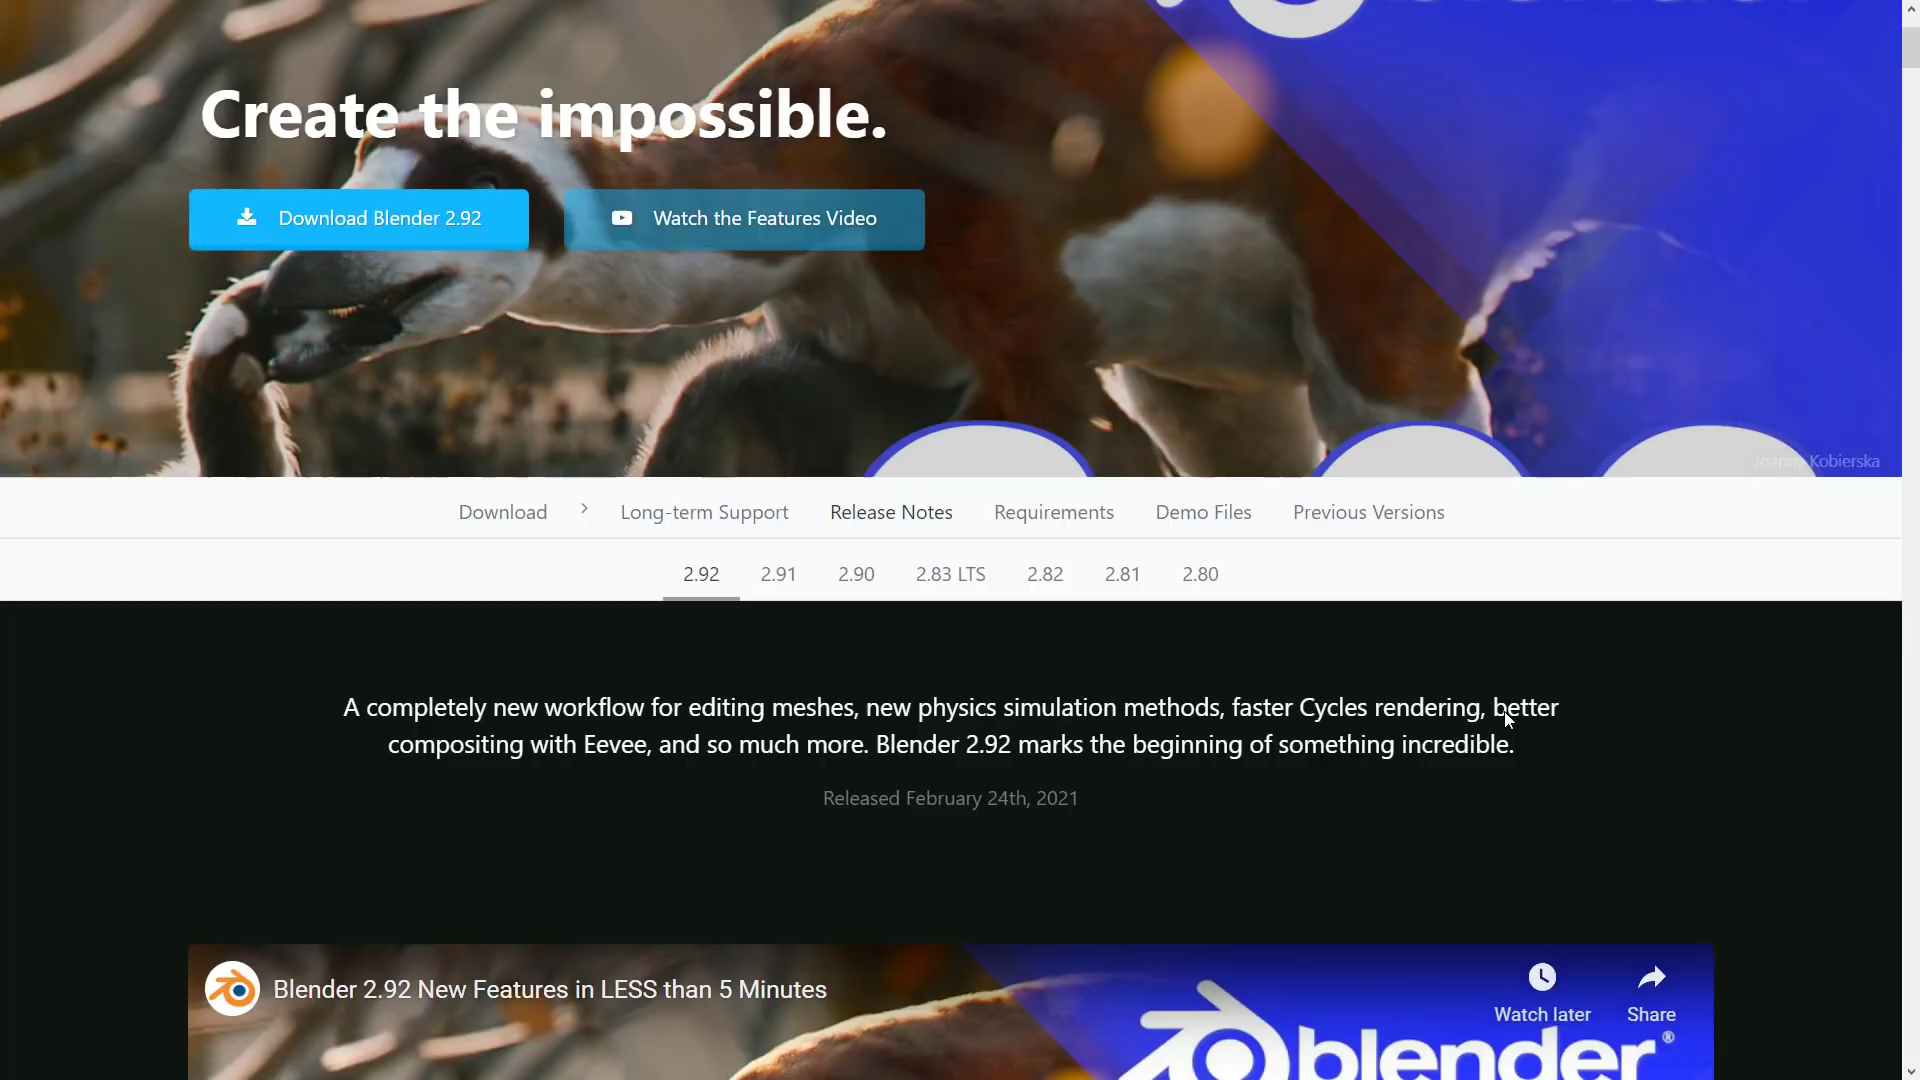 Create the impossible.
Download Blender 2.92
Watch the Features Video
Joanna Kobierska
Download
Long-term Support
Release Notes
Requirements
Demo Files
Previous Versions
2.92
2.91
2.90
2.83 LTS
2.82
2.81
2.80
A completely new workflow for editing meshes, new physics simulation methods, faster Cycles rendering, better
compositing with Eevee, and so much more. Blender 2.92 marks the beginning of something incredible.
Released February 24th, 2021
Blender 2.92 New Features in LESS than 5 Minutes
Watch later
Share
blender®